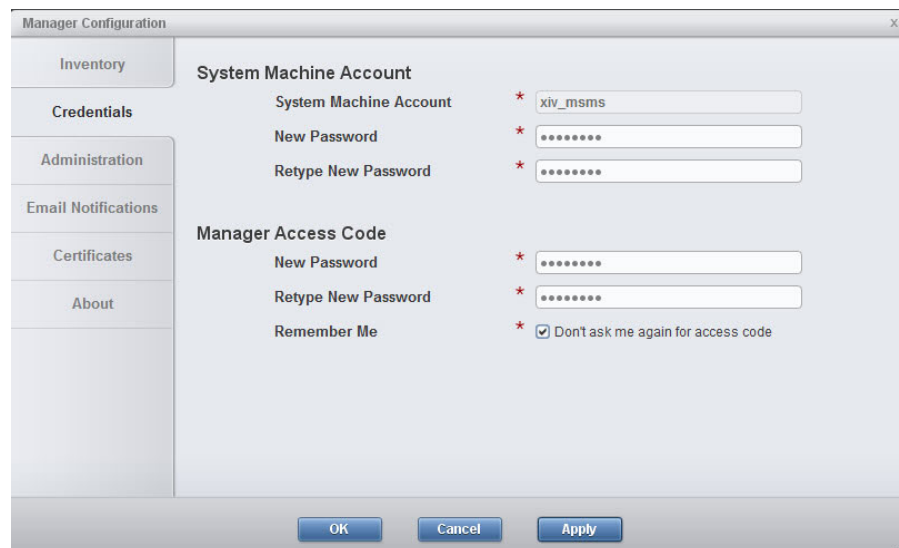 Manager Configuration
x
Inventory
Credentials
Administration
Email Notifications
Certificates
About
System Machine Account
System Machine Account * xiv_msms
New Password * ••••••••
Retype New Password * ••••••••
Manager Access Code
New Password * ••••••••
Retype New Password * ••••••••
Remember Me * Don't ask me again for access code
OK
Cancel
Apply